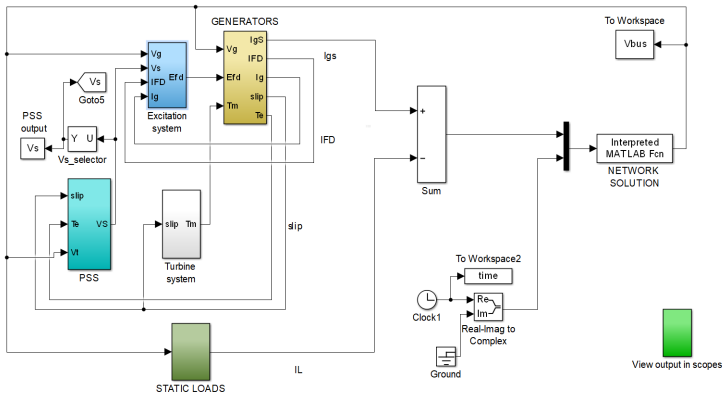 GENERATORS
To Workspace
Vbus
IgS
IFD
Ig
slip
Te
Vg
Efd
Tm
Igs
Vg
Vs
IFD
Ig
Efd
Excitation
system
Vs
Goto5
PSS
output
Vs
Y U
Vs_selector
IFD
+
−
Sum
Interpreted
MATLAB Fcn
NETWORK
SOLUTION
slip
Te
Vt
VS
PSS
slip Tm
Turbine
system
slip
To Workspace2
time
Clock1
Re
Im
Real-Imag to
Complex
Ground
STATIC LOADS
IL
View output in scopes